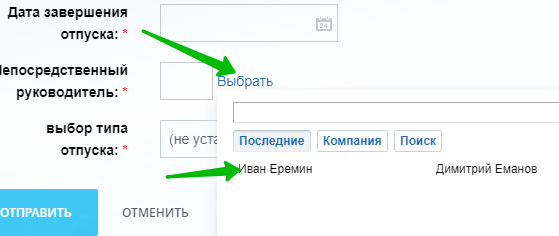 Дата завершения
отпуска: *
24
Непосредственный
руководитель: *
Выбрать
выбор типа
отпуска: *
(не уста
Последние Компания Поиск
Иван Еремин Димитрий Еманов
ОТПРАВИТЬ ОТМЕНИТЬ